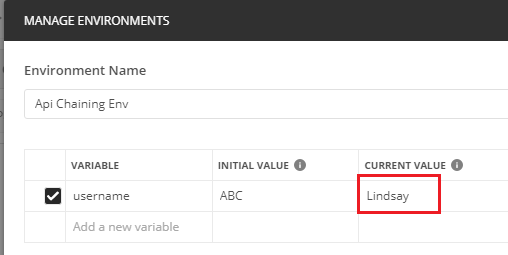 MANAGE ENVIRONMENTS
Environment Name
Api Chaining Env
VARIABLE INITIAL VALUE i CURRENT VALUE i
username ABC Lindsay
Add a new variable